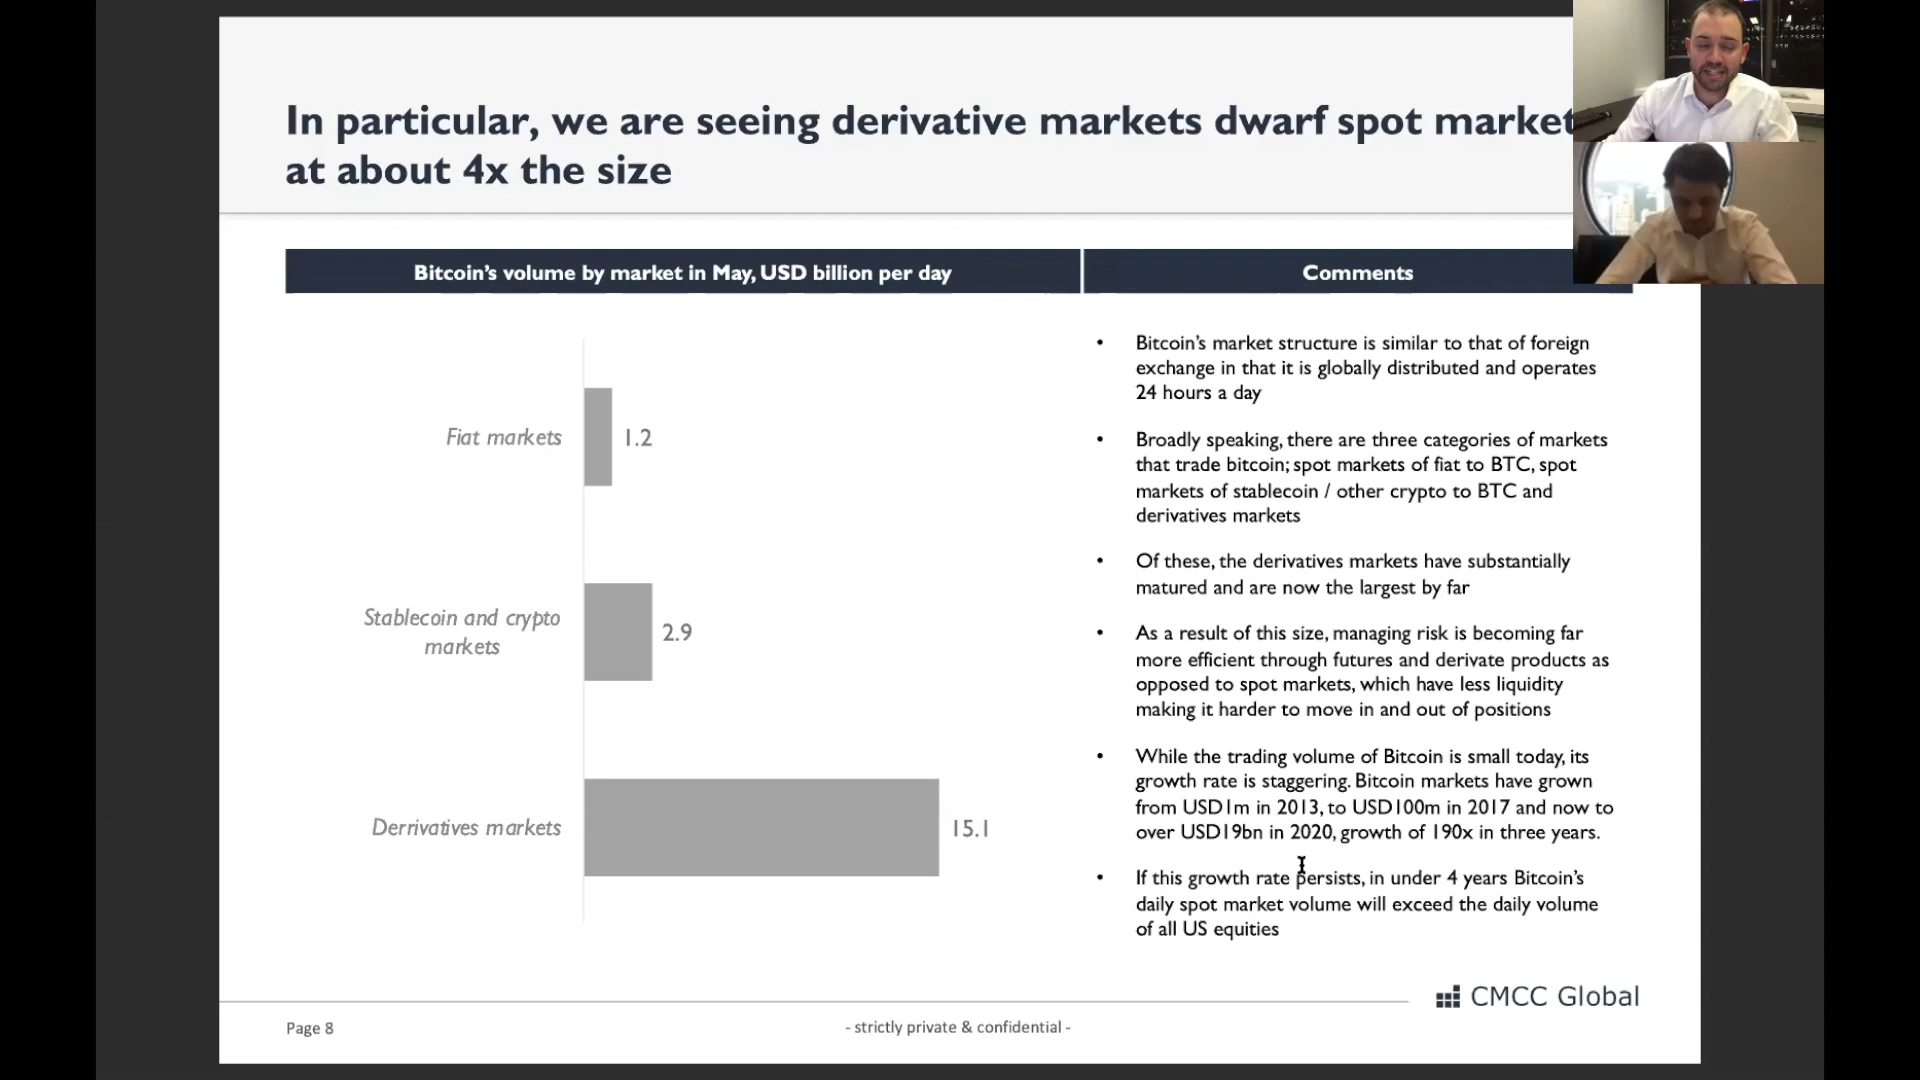 In particular, we are seeing derivative markets dwarf spot market
at about 4x the size
Bitcoin's volume by market in May, USD billion per day
Comments
Fiat markets
1.2
Stablecoin and crypto
markets
2.9
Derrivatives markets
15.1
• Bitcoin's market structure is similar to that of foreign
exchange in that it is globally distributed and operates
24 hours a day
• Broadly speaking, there are three categories of markets
that trade bitcoin; spot markets of fiat to BTC, spot
markets of stablecoin / other crypto to BTC and
derivatives markets
• Of these, the derivatives markets have substantially
matured and are now the largest by far
• As a result of this size, managing risk is becoming far
more efficient through futures and derivate products as
opposed to spot markets, which have less liquidity
making it harder to move in and out of positions
• While the trading volume of Bitcoin is small today, its
growth rate is staggering. Bitcoin markets have grown
from USD1m in 2013, to USD100m in 2017 and now to
over USD19bn in 2020, growth of 190x in three years.
• If this growth rate persists, in under 4 years Bitcoin's
daily spot market volume will exceed the daily volume
of all US equities
CMCC Global
Page 8
- strictly private & confidential -